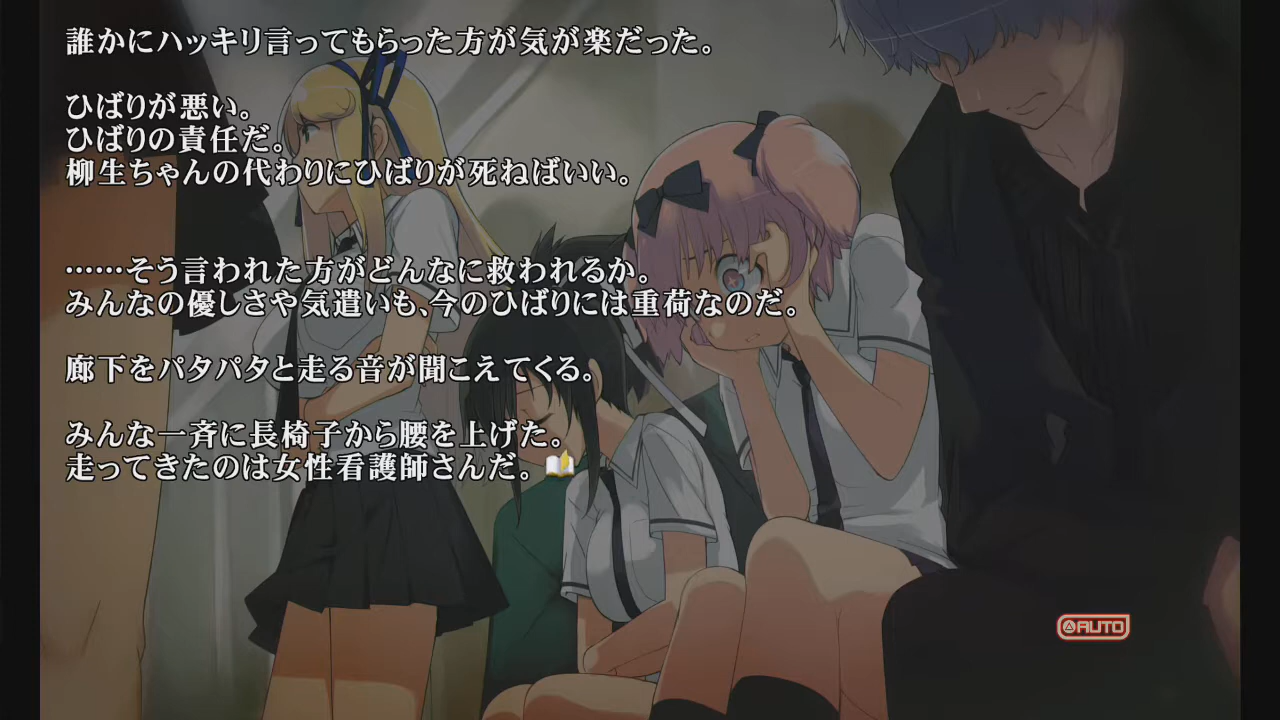 誰かにハッキリ言ってもらった方が気が楽だった。
ひばりが悪い。
ひばりの責任だ。
柳生ちゃんの代わりにひばりが死ねばいい。
……そう言われた方がどんなに救われるか。
みんなの優しさや気遣いも、今のひばりには重荷なのだ。
廊下をパタパタと走る音が聞こえてくる。
みんな一斉に長椅子から腰を上げた。
走ってきたのは女性看護師さんだ。
AUTO